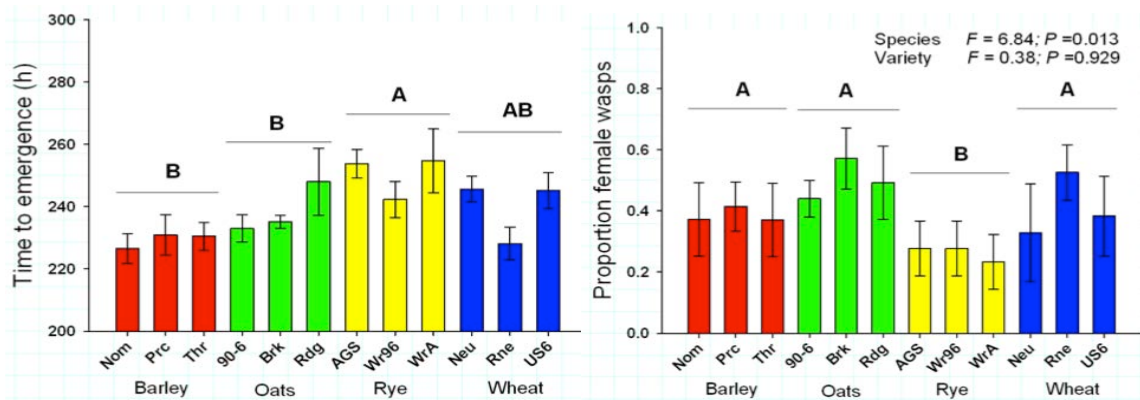 Time to emergence (h)
300
280
260
240
220
200
B
B
A
AB
Nom Prc Thr 90-6 Brk Rdg AGS Wr96 WrA Neu Rne US6
Barley Oats Rye Wheat
Proportion female wasps
1.0
0.8
0.6
0.4
0.2
0.0
Species F = 6.84; P =0.013
Variety F = 0.38; P =0.929
A
A
B
A
Nom Prc Thr 90-6 Brk Rdg AGS Wr96 WrA Neu Rne US6
Barley Oats Rye Wheat